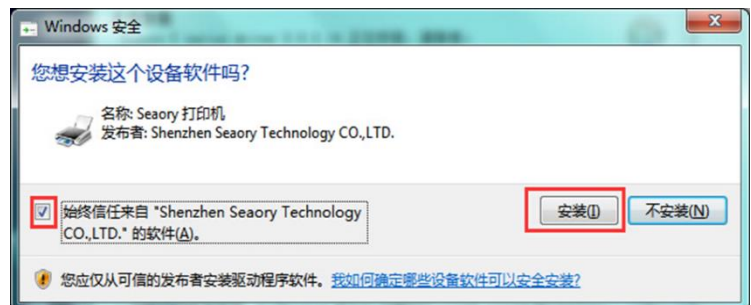 Windows 安全
您想安装这个设备软件吗?
名称: Seaory 打印机
发布者: Shenzhen Seaory Technology CO.,LTD.
始终信任来自 "Shenzhen Seaory Technology
CO.,LTD." 的软件(A)。
安装(I)
不安装(N)
您应仅从可信的发布者安装驱动程序软件。我如何确定哪些设备软件可以安全安装?